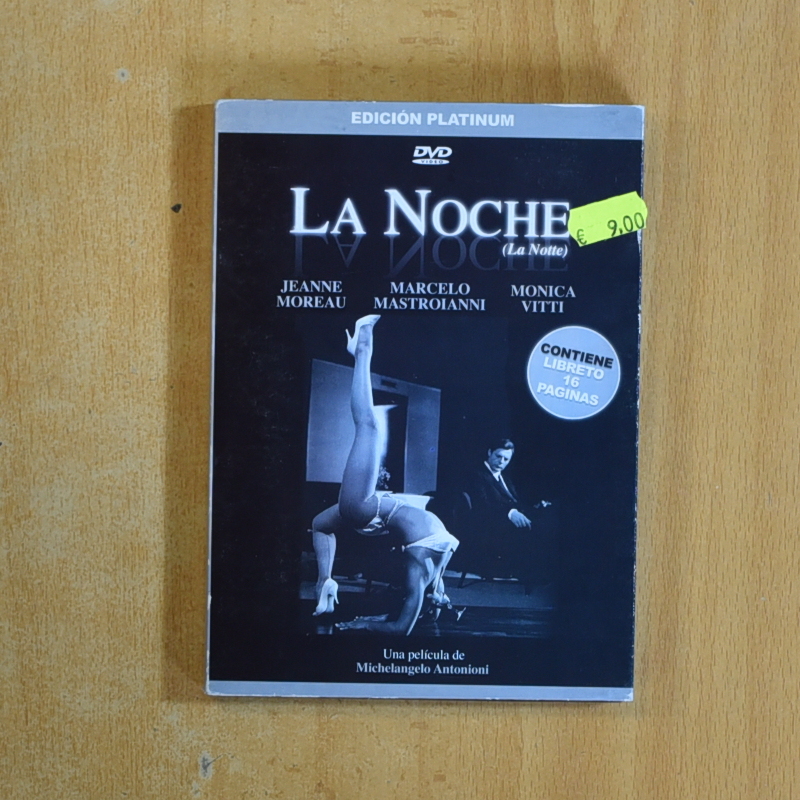 EDICIÓN PLATINUM
DVD
VIDEO
LA NOCHE
(La Notte)
€ 9,00
JEANNE MOREAU
MARCELO MASTROIANNI
MONICA VITTI
CONTIENE
LIBRETO
16
PAGINAS
Una película de
Michelangelo Antonioni